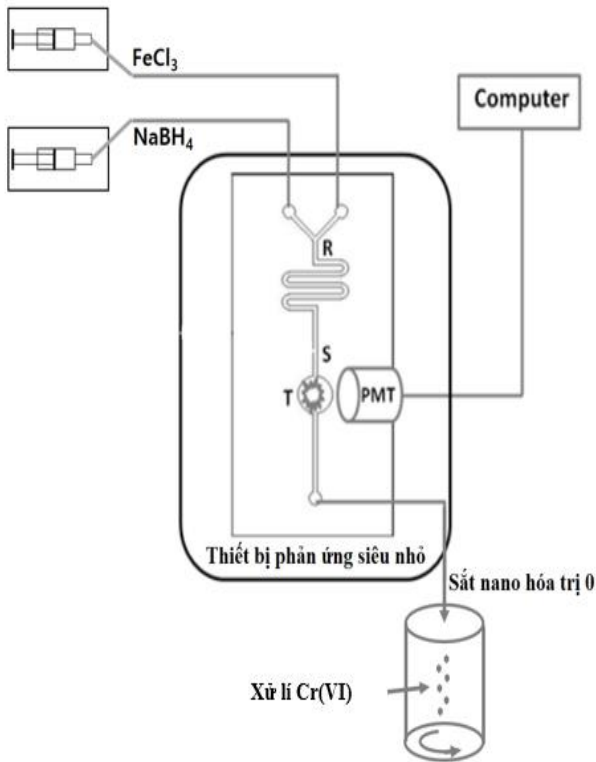 FeCl₃
NaBH₄
Computer
R
S
T
PMT
Thiết bị phản ứng siêu nhỏ
Sắt nano hóa trị 0
Xử lí Cr(VI)